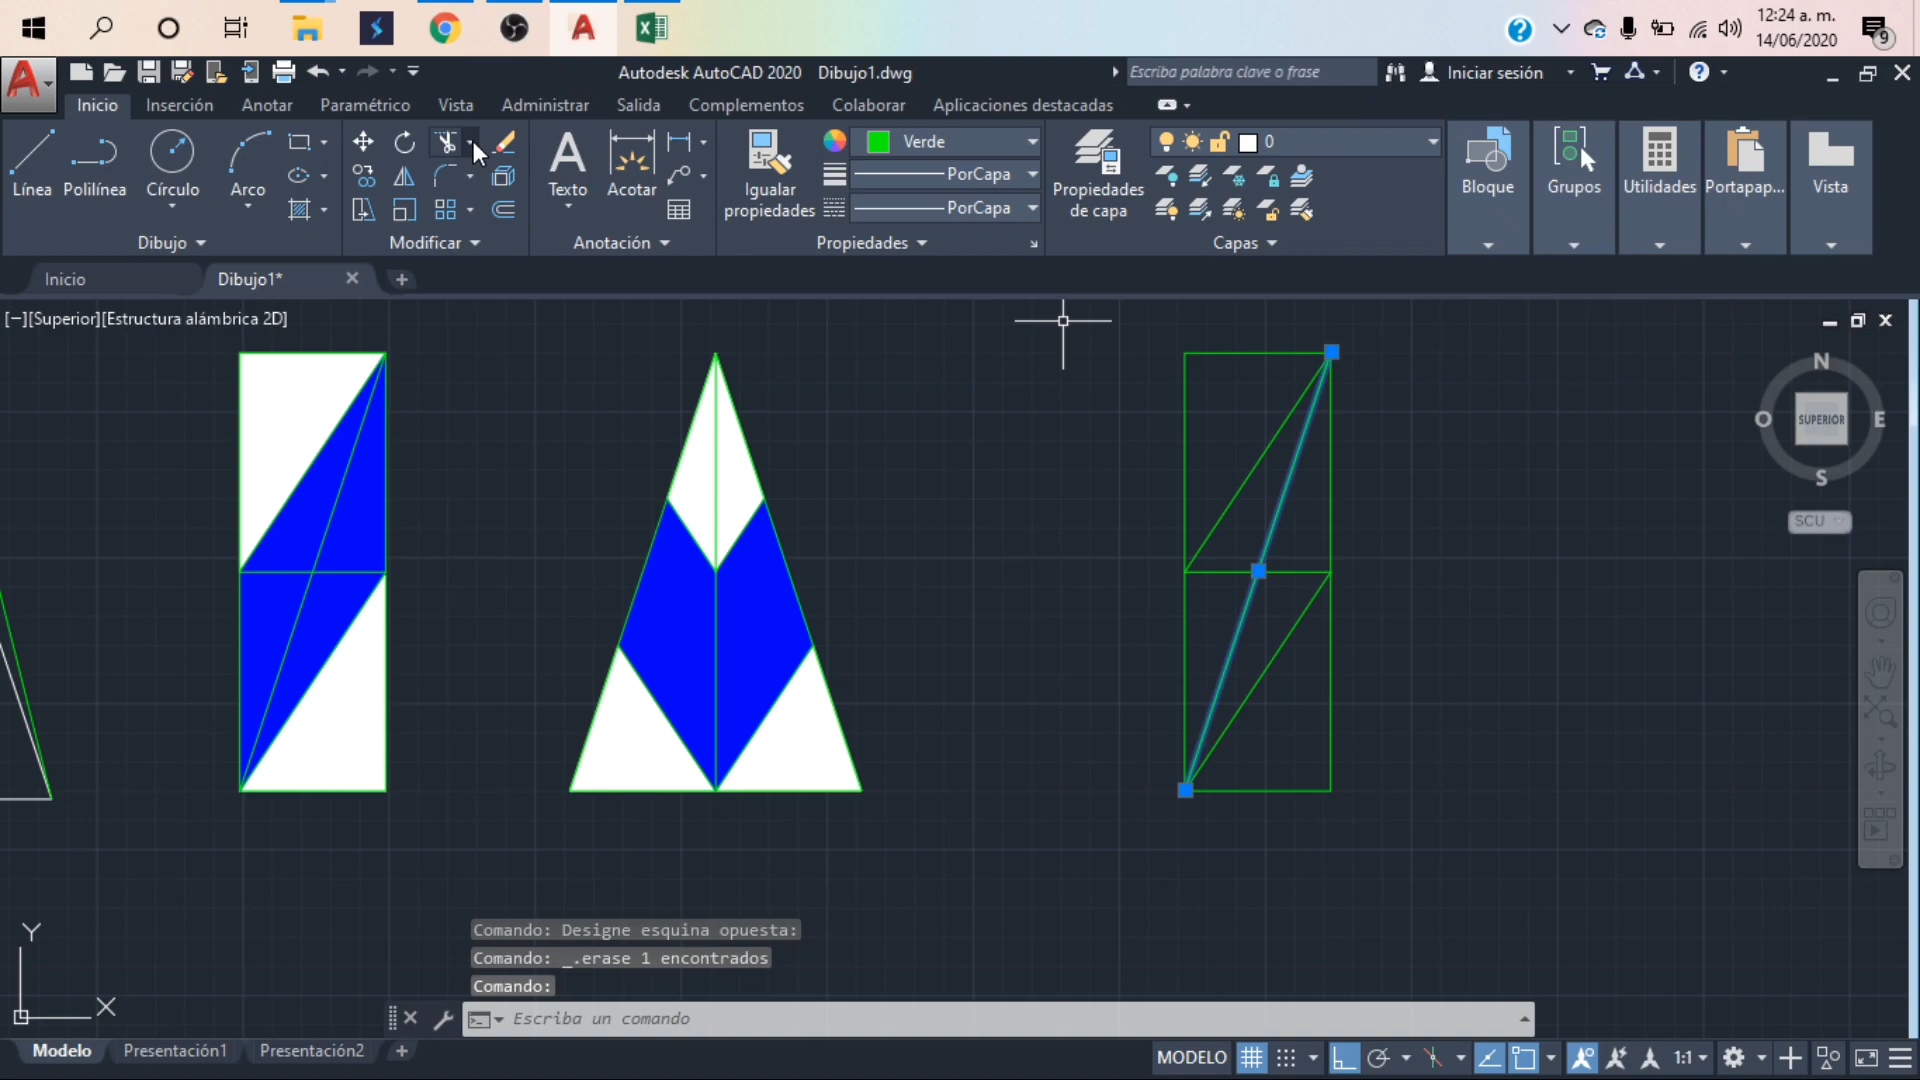 12:24 a. m.
14/06/2020
9
Autodesk AutoCAD 2020 Dibujo1.dwg
Escriba palabra clave o frase
Iniciar sesión
Inicio Inserción Anotar Paramétrico Vista Administrar Salida Complementos Colaborar Aplicaciones destacadas
Verde
0
PorCapa
PorCapa
Línea Polilínea Círculo Arco
Texto Acotar
Igualar propiedades
Propiedades de capa
Bloque Grupos Utilidades Portapap... Vista
Dibujo Modificar Anotación Propiedades Capas
Inicio Dibujo1*
[−][Superior][Estructura alámbrica 2D]
N
O SUPERIOR E
S
SCU
Y
X
Comando: Designe esquina opuesta:
Comando: _.erase 1 encontrados
Comando:
Escriba un comando
Modelo Presentación1 Presentación2
MODELO 1:1